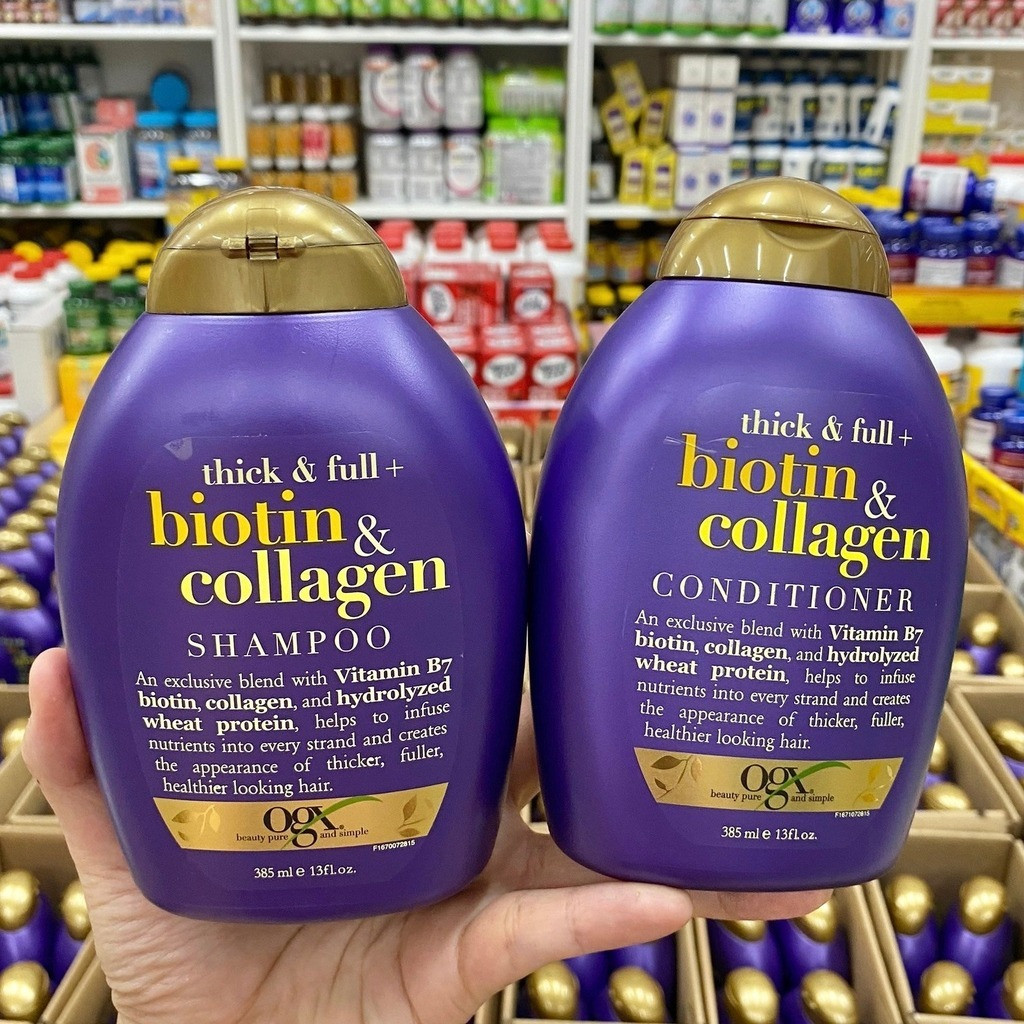 thick & full +
biotin &
collagen
SHAMPOO
An exclusive blend with Vitamin B7
biotin, collagen, and hydrolyzed
wheat protein, helps to infuse
nutrients into every strand and creates
the appearance of thicker, fuller,
healthier looking hair.
ogx
beauty pure and simple
F1670072815
385 ml e 13fl.oz.
thick & full +
biotin &
collagen
CONDITIONER
An exclusive blend with Vitamin B7
biotin, collagen, and hydrolyzed
wheat protein, helps to infuse
nutrients into every strand and creates
the appearance of thicker, fuller,
healthier looking hair.
ogx
beauty pure and simple
F1671072815
385 ml e 13fl.oz.